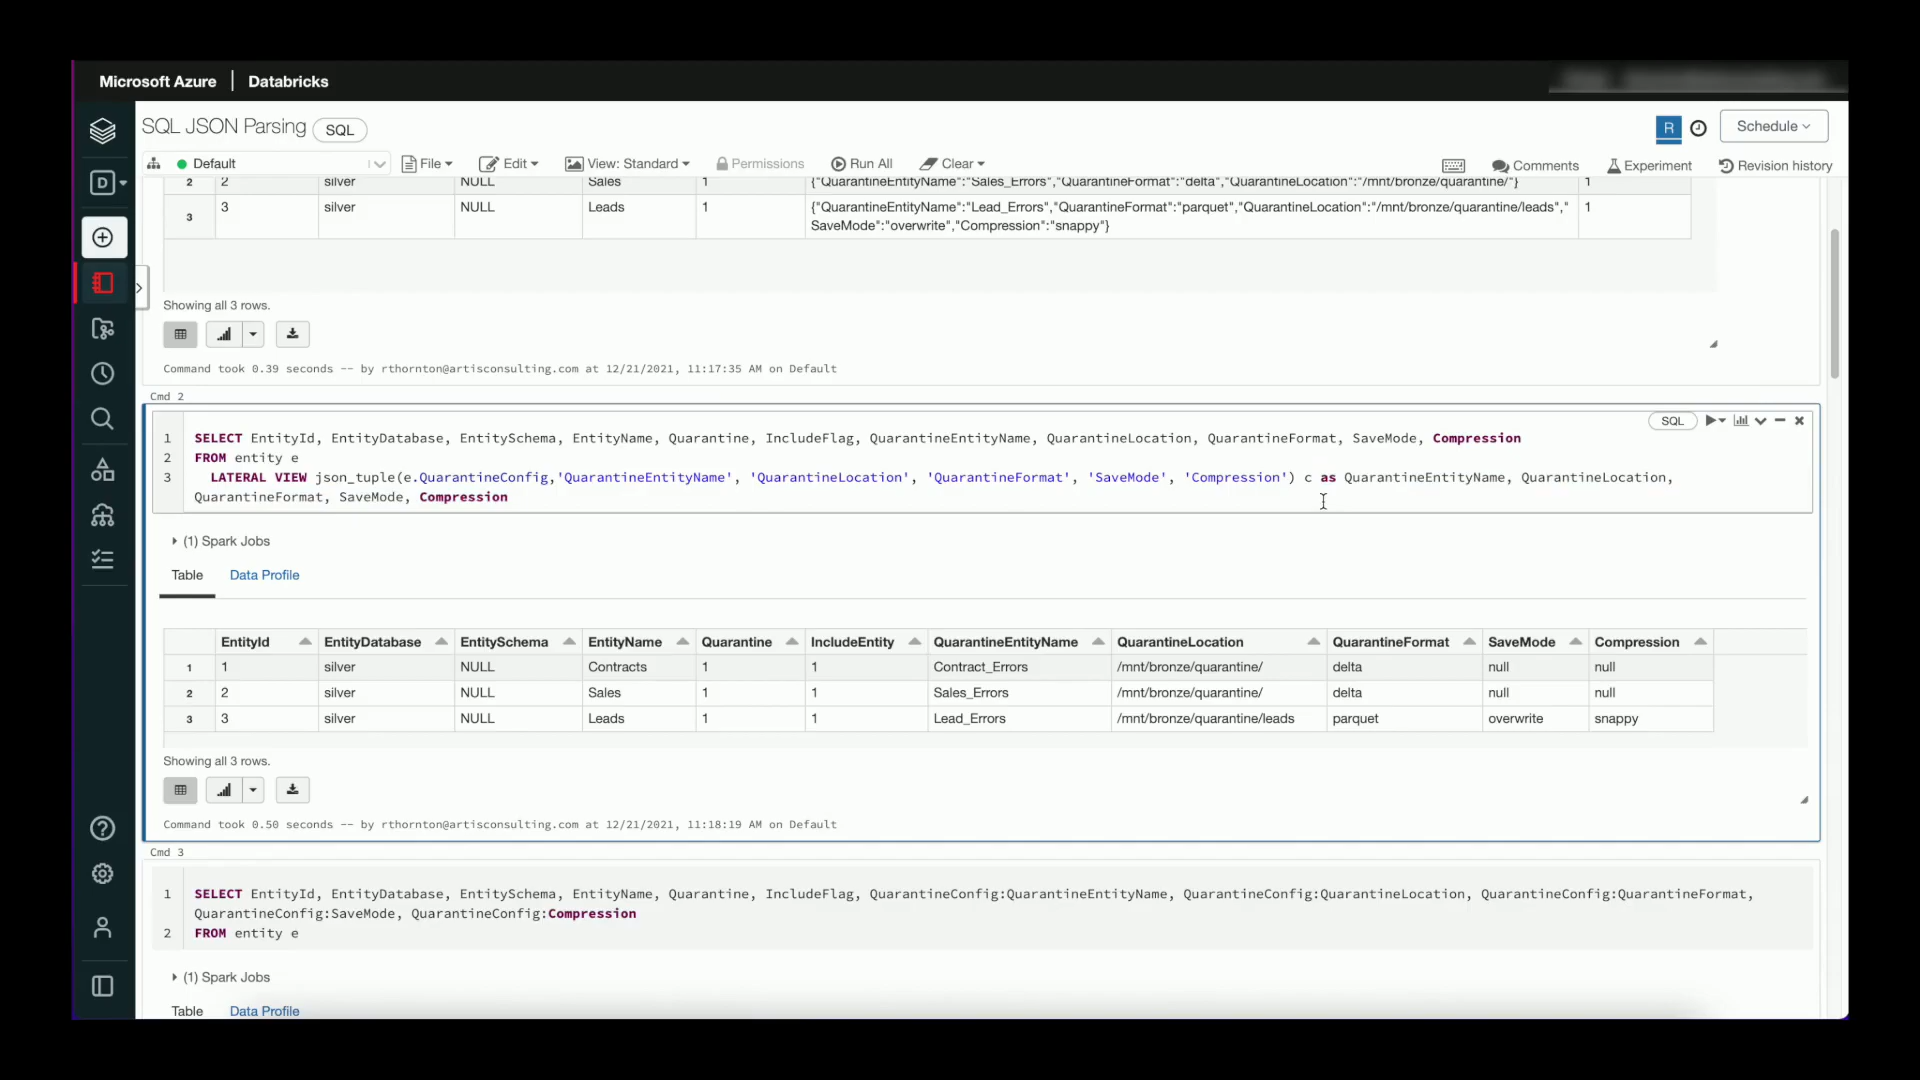 Microsoft Azure | Databricks
SQL JSON Parsing SQL
R Schedule
Default File Edit View: Standard Permissions Run All Clear Comments Experiment Revision history
D
2 2 silver NULL Sales 1 {"QuarantineEntityName":"Sales_Errors","QuarantineFormat":"delta","QuarantineLocation":"/mnt/bronze/quarantine/"} 1
3 3 silver NULL Leads 1 {"QuarantineEntityName":"Lead_Errors","QuarantineFormat":"parquet","QuarantineLocation":"/mnt/bronze/quarantine/leads"," 1
SaveMode":"overwrite","Compression":"snappy"}
Showing all 3 rows.
Command took 0.39 seconds -- by rthornton@artisconsulting.com at 12/21/2021, 11:17:35 AM on Default
Cmd 2
SQL
1 SELECT EntityId, EntityDatabase, EntitySchema, EntityName, Quarantine, IncludeFlag, QuarantineEntityName, QuarantineLocation, QuarantineFormat, SaveMode, Compression
2 FROM entity e
3 LATERAL VIEW json_tuple(e.QuarantineConfig,'QuarantineEntityName', 'QuarantineLocation', 'QuarantineFormat', 'SaveMode', 'Compression') c as QuarantineEntityName, QuarantineLocation,
QuarantineFormat, SaveMode, Compression
(1) Spark Jobs
Table Data Profile
EntityId EntityDatabase EntitySchema EntityName Quarantine IncludeEntity QuarantineEntityName QuarantineLocation QuarantineFormat SaveMode Compression
1 1 silver NULL Contracts 1 1 Contract_Errors /mnt/bronze/quarantine/ delta null null
2 2 silver NULL Sales 1 1 Sales_Errors /mnt/bronze/quarantine/ delta null null
3 3 silver NULL Leads 1 1 Lead_Errors /mnt/bronze/quarantine/leads parquet overwrite snappy
Showing all 3 rows.
Command took 0.50 seconds -- by rthornton@artisconsulting.com at 12/21/2021, 11:18:19 AM on Default
Cmd 3
1 SELECT EntityId, EntityDatabase, EntitySchema, EntityName, Quarantine, IncludeFlag, QuarantineConfig:QuarantineEntityName, QuarantineConfig:QuarantineLocation, QuarantineConfig:QuarantineFormat,
QuarantineConfig:SaveMode, QuarantineConfig:Compression
2 FROM entity e
(1) Spark Jobs
Table Data Profile